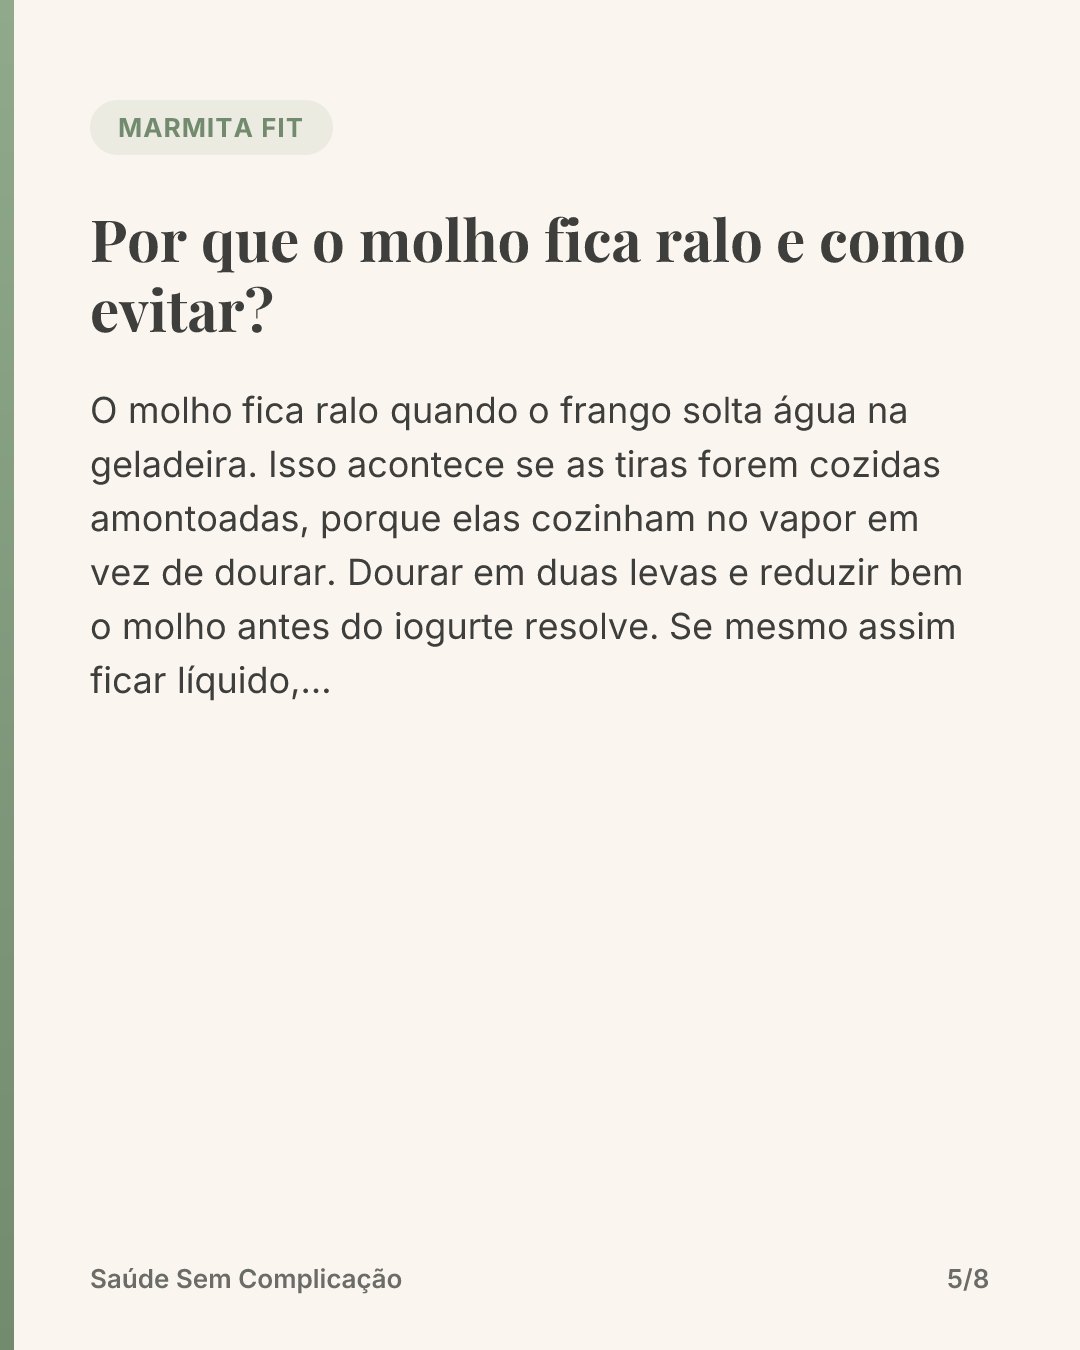 MARMITA FIT
Por que o molho fica ralo e como
evitar?
O molho fica ralo quando o frango solta água na
geladeira. Isso acontece se as tiras forem cozidas
amontoadas, porque elas cozinham no vapor em
vez de dourar. Dourar em duas levas e reduzir bem
o molho antes do iogurte resolve. Se mesmo assim
ficar líquido,...
Saúde Sem Complicação
5/8